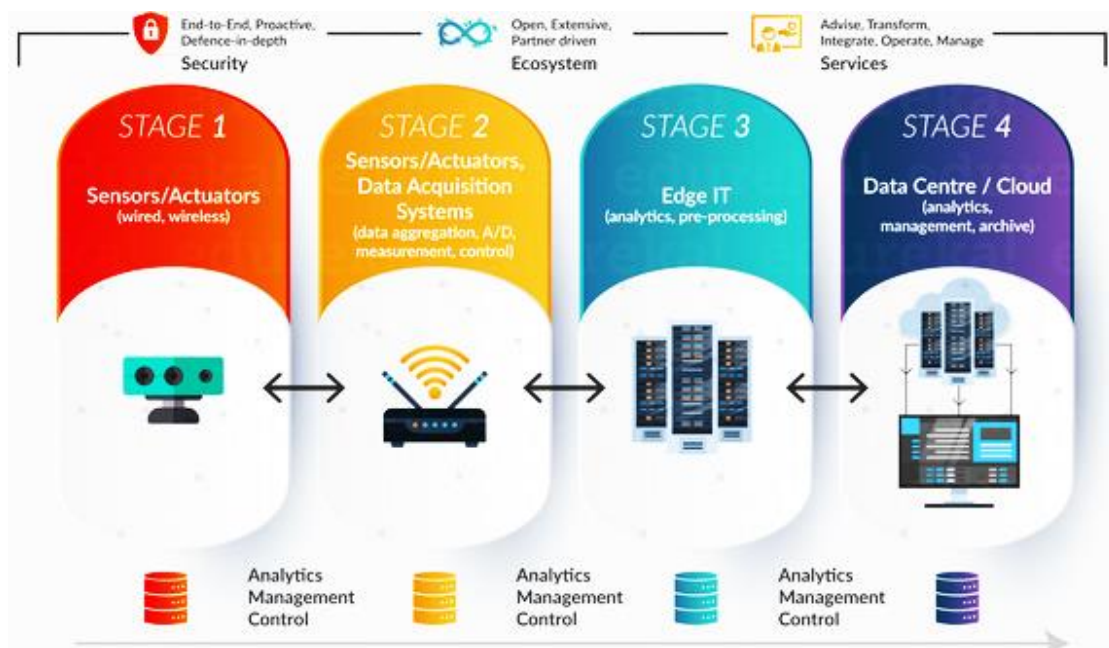 End-to-End, Proactive,
Defence-in-depth
Security
Open, Extensive,
Partner driven
Ecosystem
Advise, Transform,
Integrate, Operate, Manage
Services
STAGE 1
Sensors/Actuators
(wired, wireless)
STAGE 2
Sensors/Actuators,
Data Acquisition
Systems
(data aggregation, A/D,
measurement, control)
STAGE 3
Edge IT
(analytics, pre-processing)
STAGE 4
Data Centre / Cloud
(analytics,
management, archive)
Analytics
Management
Control
Analytics
Management
Control
Analytics
Management
Control